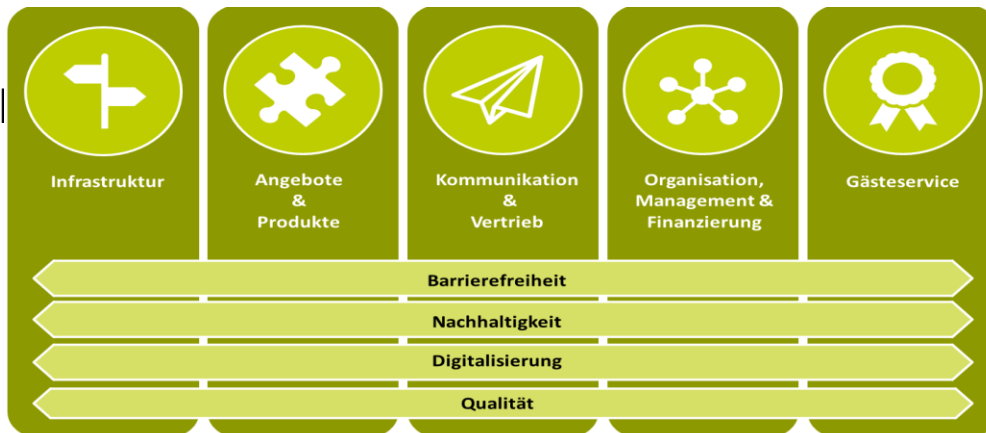 Infrastruktur
Angebote
&
Produkte
Kommunikation
&
Vertrieb
Organisation,
Management &
Finanzierung
Gästeservice
Barrierefreiheit
Nachhaltigkeit
Digitalisierung
Qualität